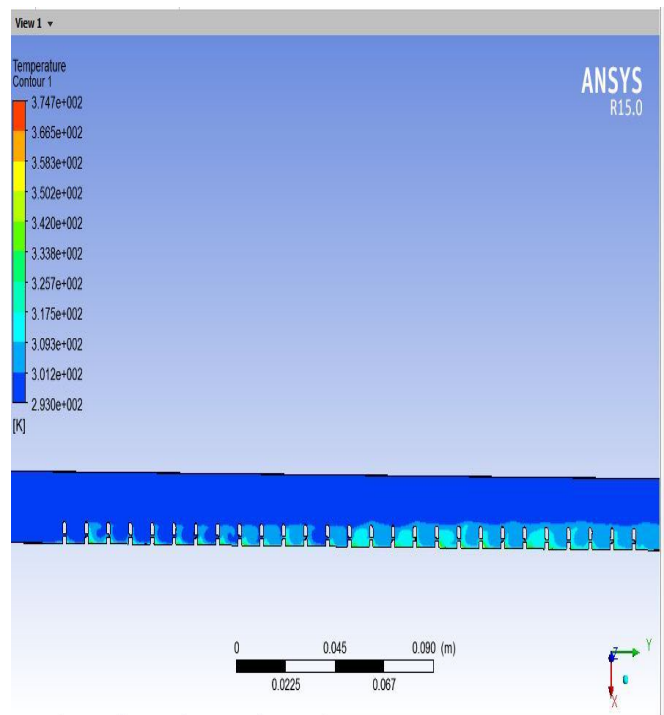 View 1
Temperature
Contour 1
3.747e+002
3.665e+002
3.583e+002
3.502e+002
3.420e+002
3.338e+002
3.257e+002
3.175e+002
3.093e+002
3.012e+002
2.930e+002
[K]
ANSYS
R15.0
0 0.045 0.090 (m)
0.0225 0.067
Z Y
X